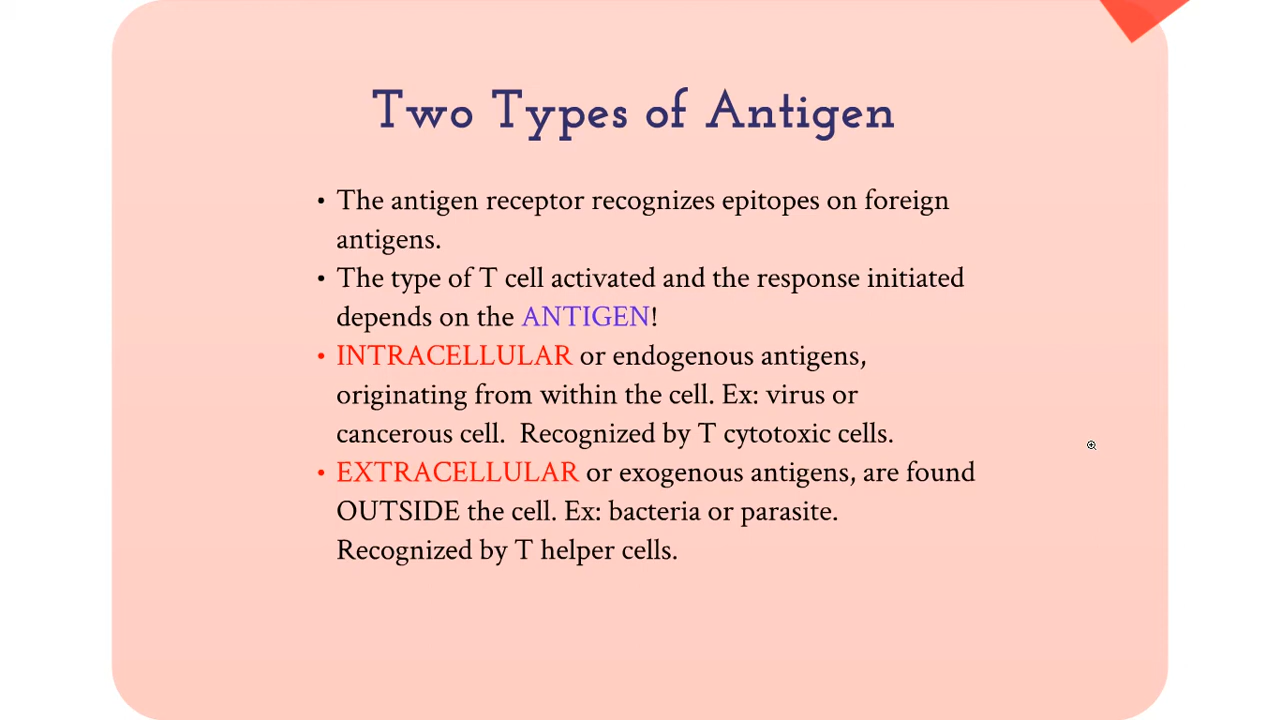 Two Types of Antigen
• The antigen receptor recognizes epitopes on foreign
antigens.
• The type of T cell activated and the response initiated
depends on the ANTIGEN!
• INTRACELLULAR or endogenous antigens,
originating from within the cell. Ex: virus or
cancerous cell.  Recognized by T cytotoxic cells.
• EXTRACELLULAR or exogenous antigens, are found
OUTSIDE the cell. Ex: bacteria or parasite.
Recognized by T helper cells.